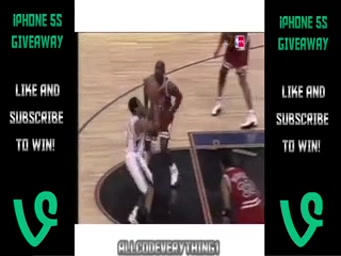 IPHONE 5S
GIVEAWAY
LIKE AND
SUBSCRIBE
TO WIN!
IPHONE 5S
GIVEAWAY
LIKE AND
SUBSCRIBE
TO WIN!
ALLCODEVERYTHING1